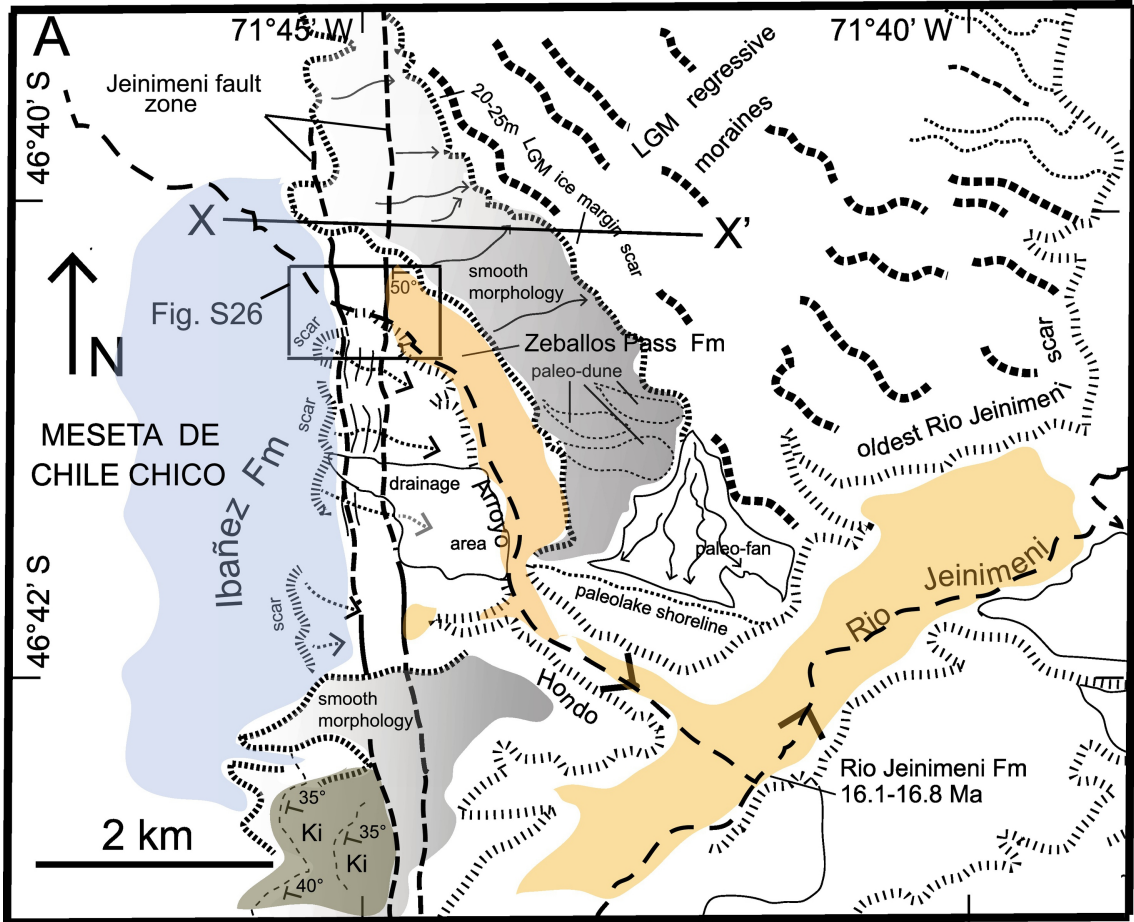 A
71°45' W
71°40' W
46°40' S
46°42' S
Jeinimeni fault
zone
20-25m LGM ice margin scar
LGM regressive
moraines
X
X'
N
Fig. S26
50°
smooth
morphology
Zeballos Pass Fm
paleo-dune
scar
scar
scar
scar
MESETA DE
CHILE CHICO
Ibañez Fm
drainage
area
Arroyo
Hondo
oldest Rio Jeinimeni
paleo-fan
paleolake shoreline
Rio Jeinimeni
smooth
morphology
Rio Jeinimeni Fm
16.1-16.8 Ma
35°
Ki
35°
Ki
40°
2 km